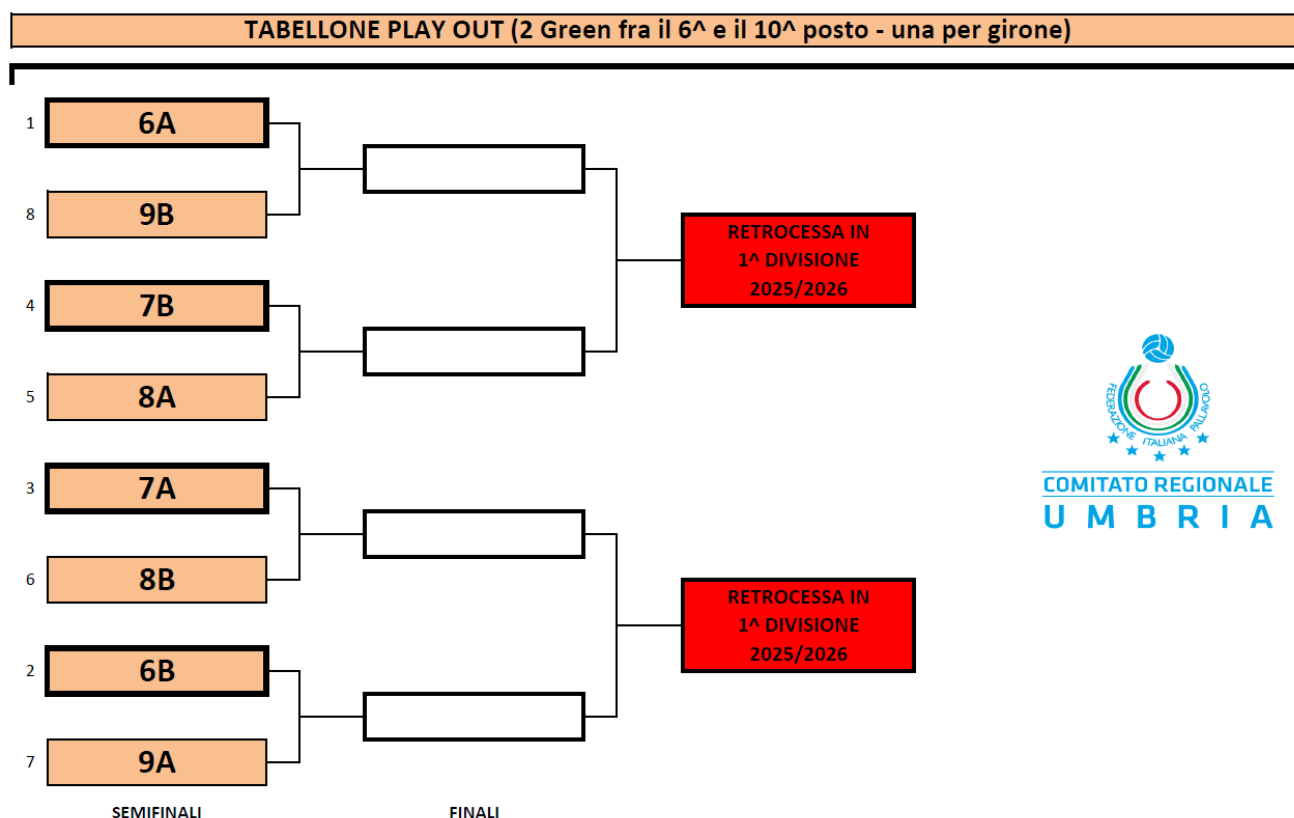 TABELLONE PLAY OUT (2 Green fra il 6^ e il 10^ posto - una per girone)
1 6A
8 9B
RETROCESSA IN
1^ DIVISIONE
2025/2026
4 7B
5 8A
3 7A
6 8B
RETROCESSA IN
1^ DIVISIONE
2025/2026
2 6B
7 9A
SEMIFINALI FINALI
FEDERAZIONE ITALIANA PALLAVOLO
COMITATO REGIONALE
UMBRIA